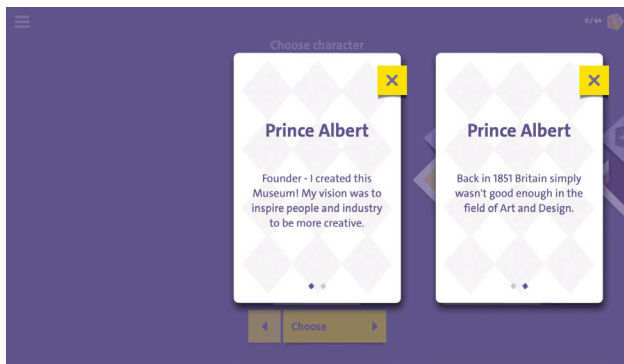 0 / 64
Choose character
Prince Albert
Founder - I created this
Museum! My vision was to
inspire people and industry
to be more creative.
Prince Albert
Back in 1851 Britain simply
wasn't good enough in the
field of Art and Design.
Choose